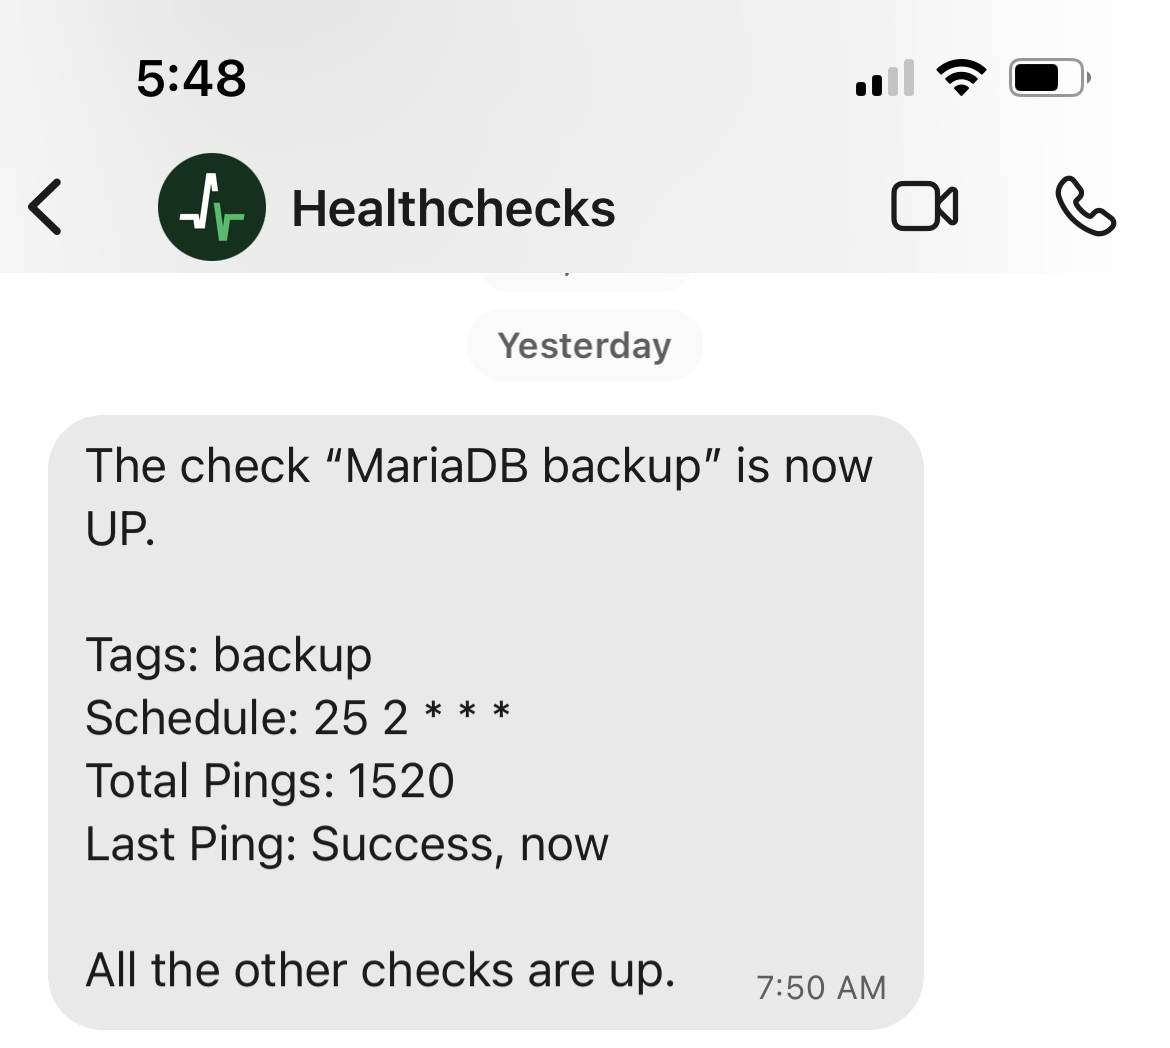 5:48
Healthchecks
Yesterday
The check “MariaDB backup” is now
UP.
Tags: backup
Schedule: 25 2 * * *
Total Pings: 1520
Last Ping: Success, now
All the other checks are up.
7:50 AM